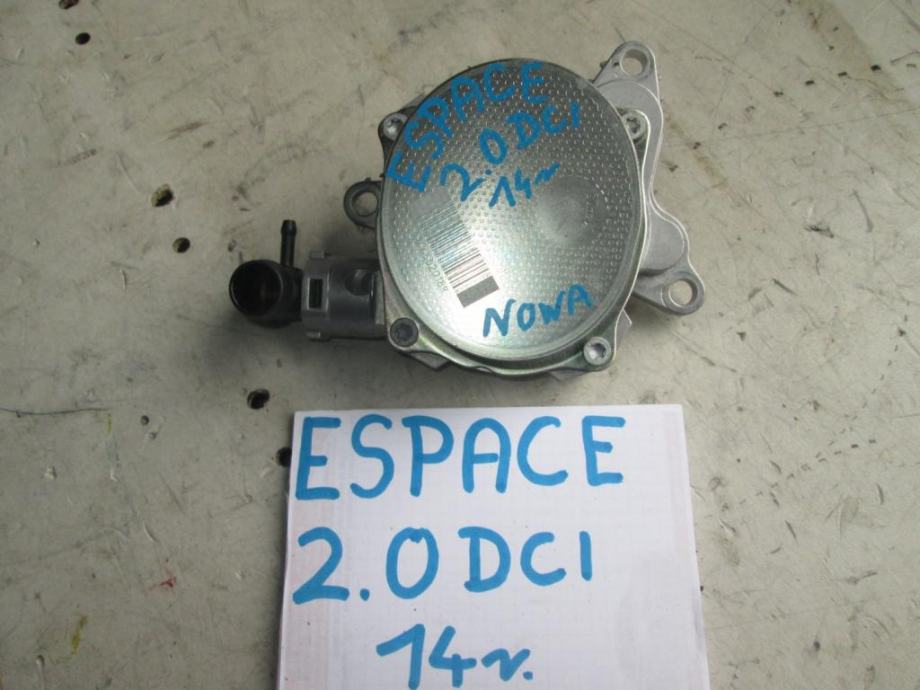 ESPACE
2.0 DCI
14r
NOWA
ESPACE
2.0 DCI
14r.